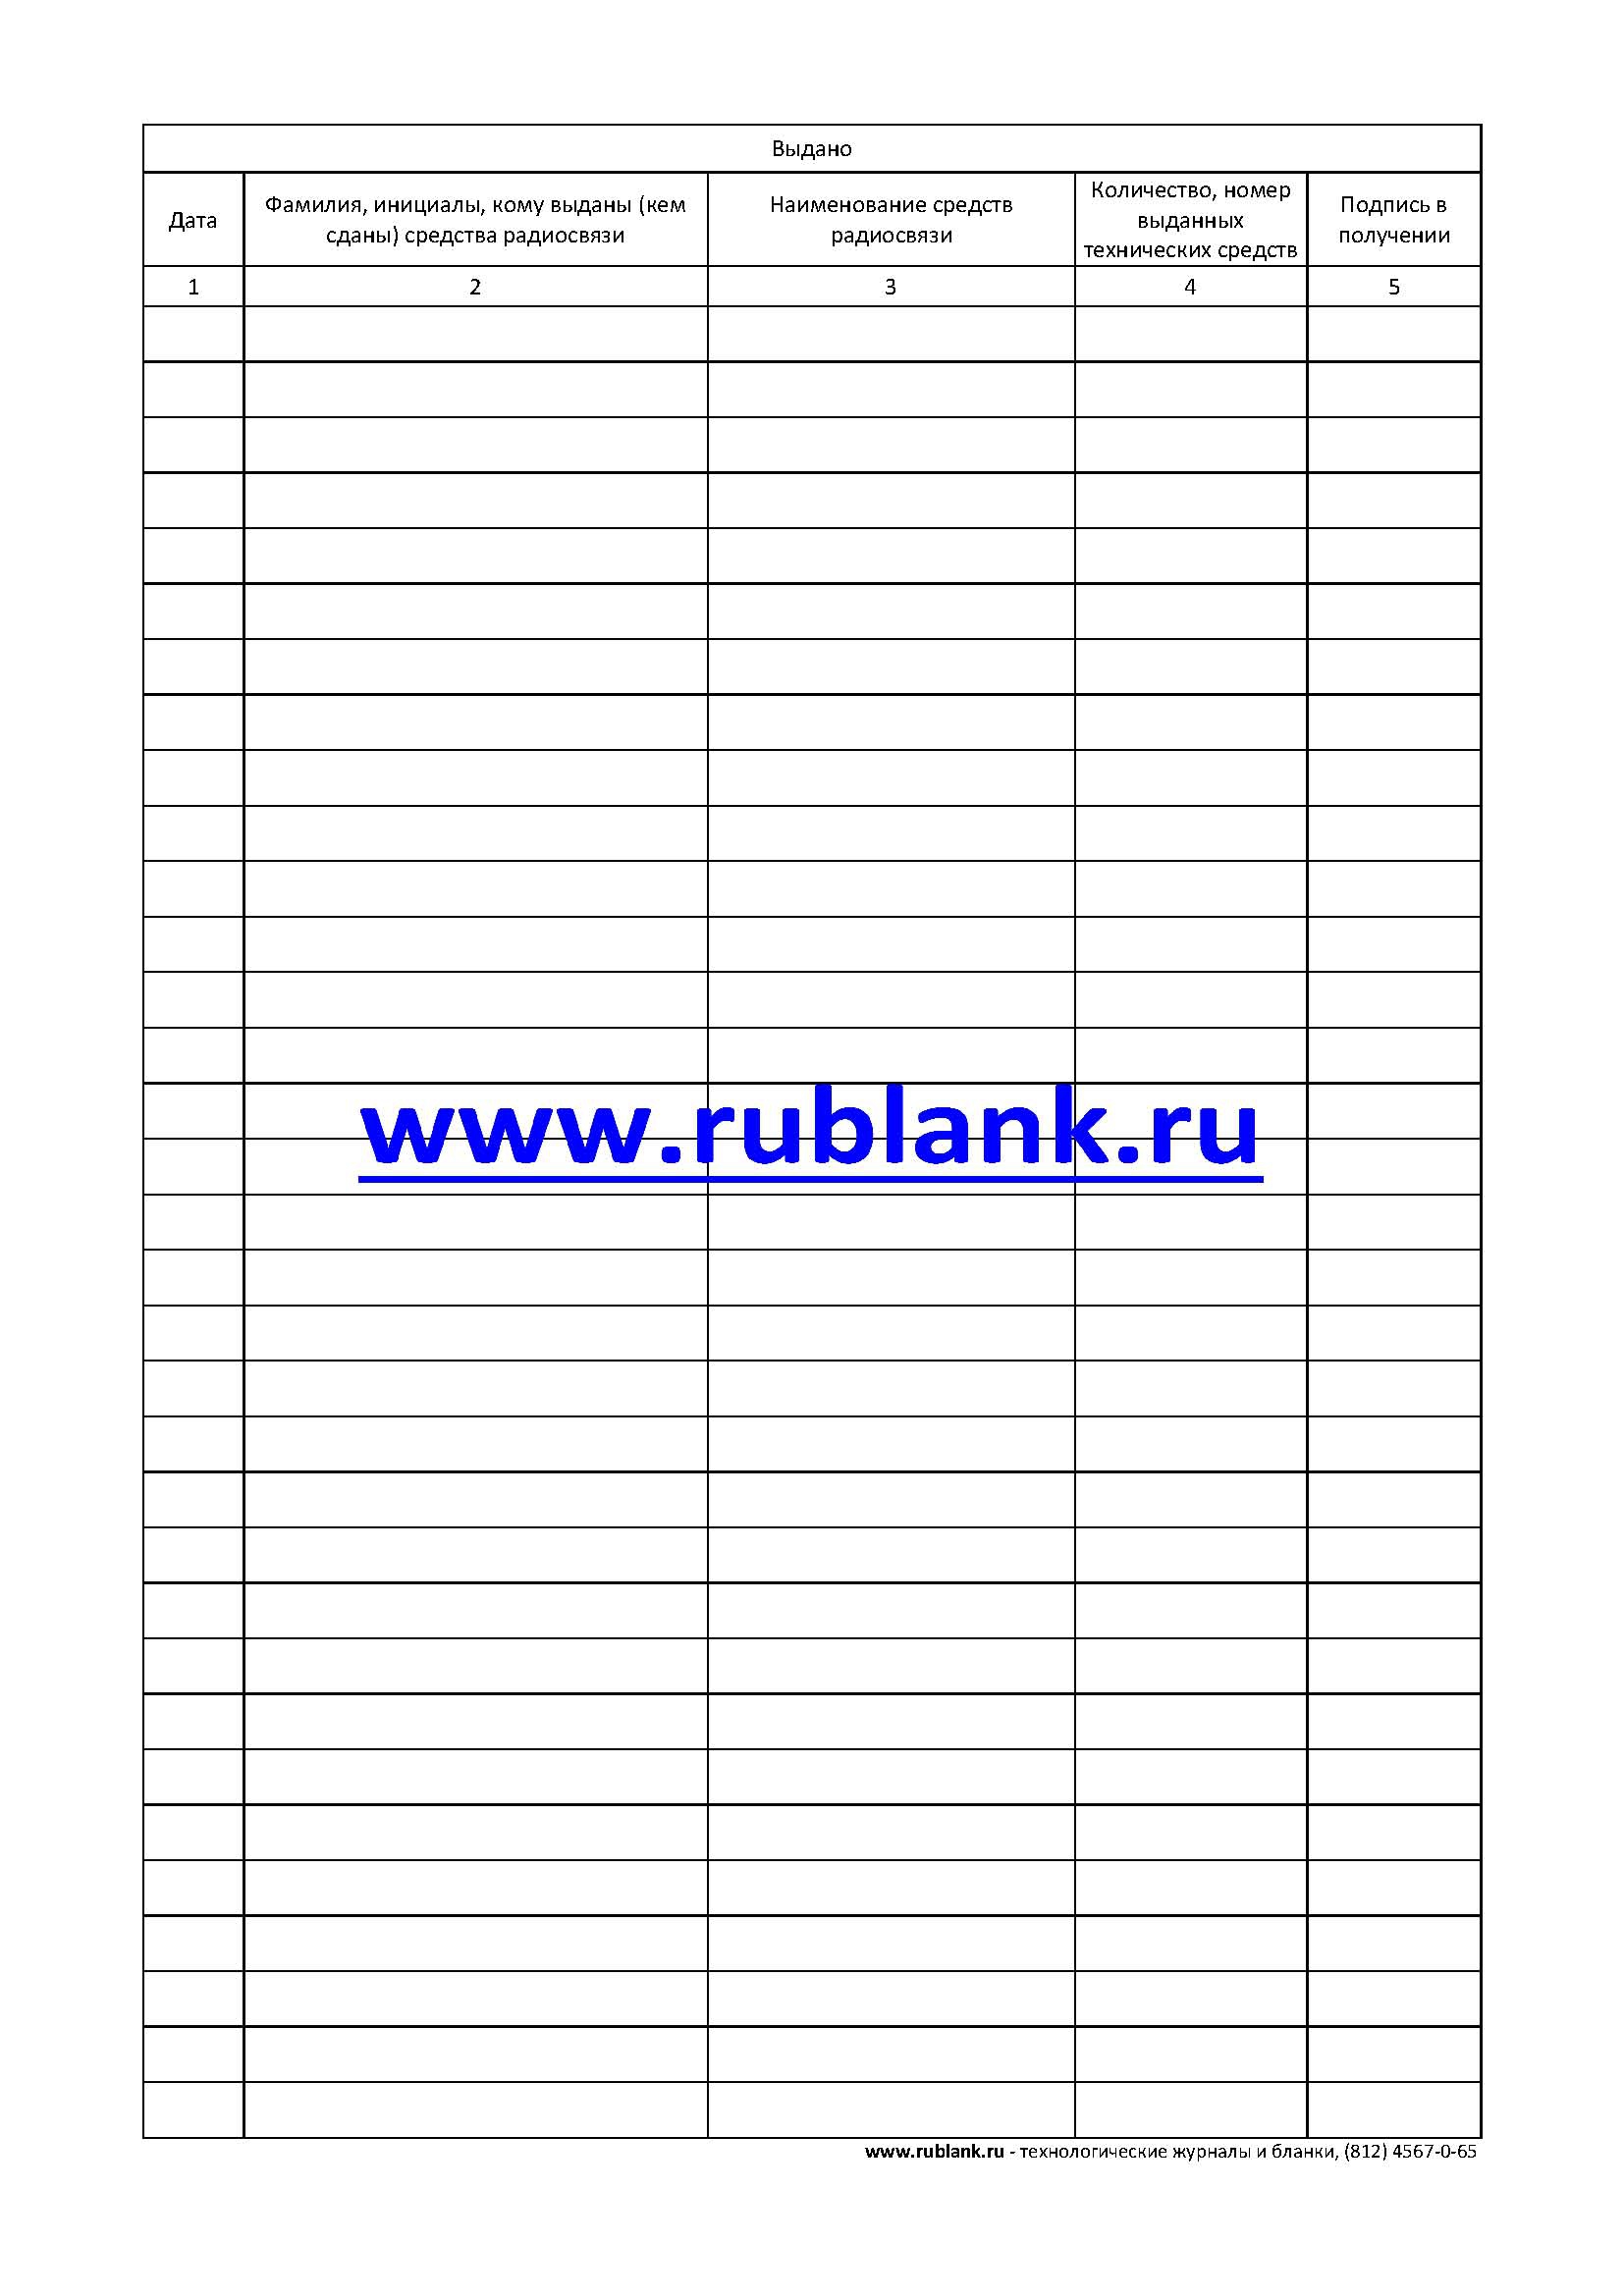 Выдано
Дата
Фамилия, инициалы, кому выданы (кем
сданы) средства радиосвязи
Наименование средств
радиосвязи
Количество, номер
выданных
технических средств
Подпись в
получении
1 2 3 4 5
www.rublank.ru
www.rublank.ru - технологические журналы и бланки, (812) 4567-0-65